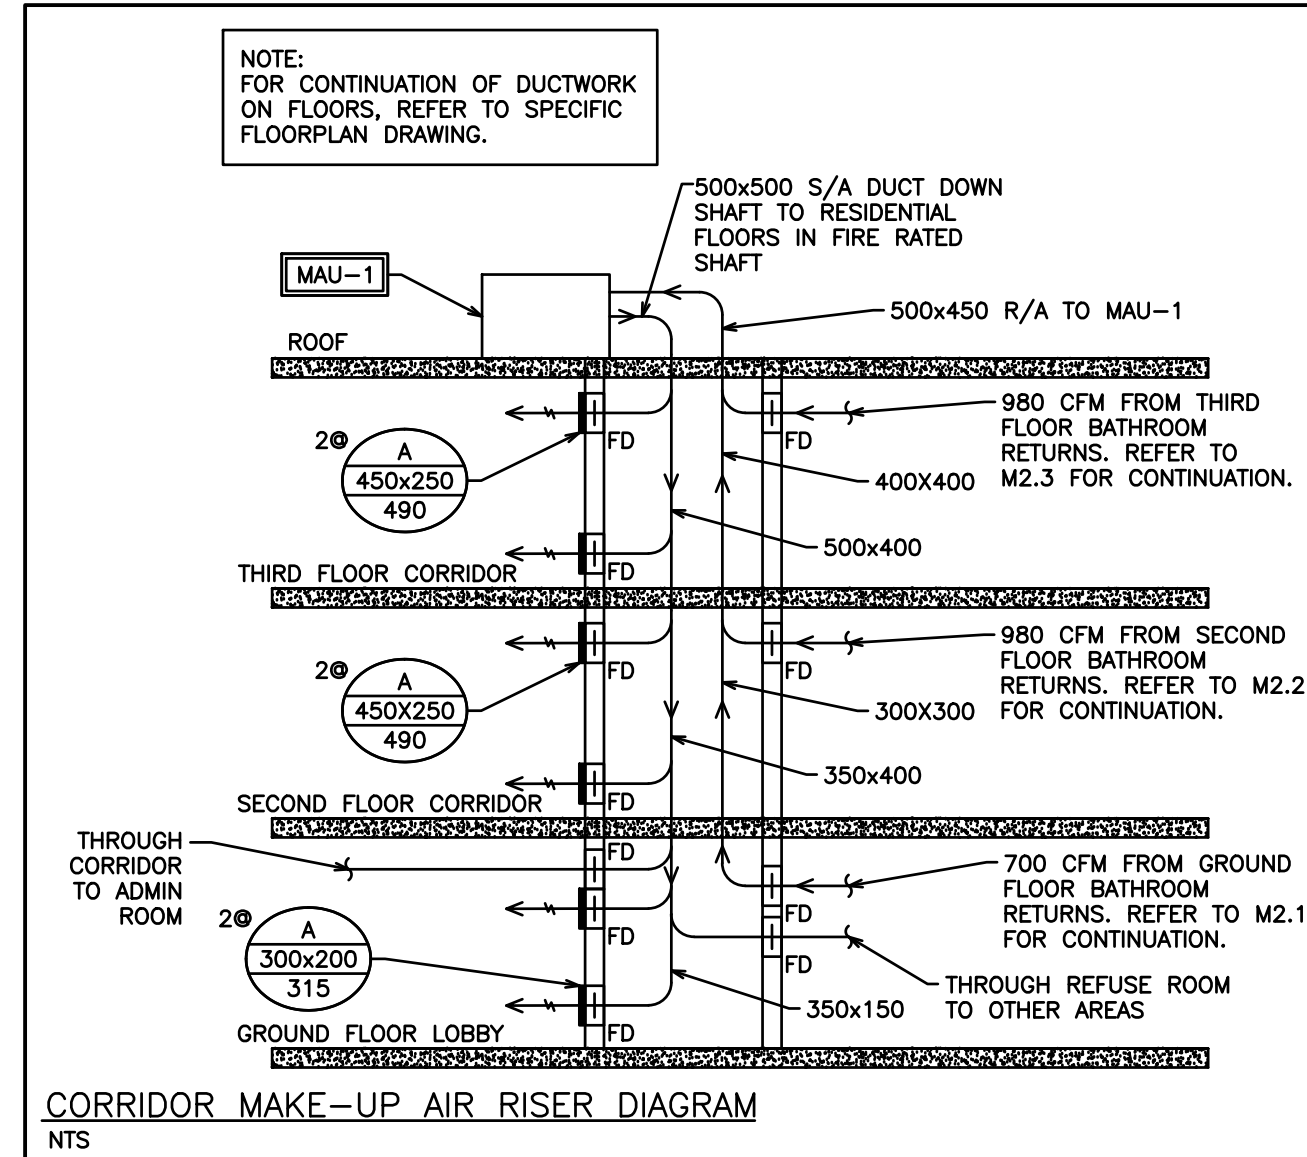 NOTE:
FOR CONTINUATION OF DUCTWORK
ON FLOORS, REFER TO SPECIFIC
FLOORPLAN DRAWING.
500x500 S/A DUCT DOWN
SHAFT TO RESIDENTIAL
FLOORS IN FIRE RATED
SHAFT
MAU-1
500x450 R/A TO MAU-1
ROOF
980 CFM FROM THIRD
FLOOR BATHROOM
RETURNS. REFER TO
M2.3 FOR CONTINUATION.
FD
FD
2@
A
450x250
490
400X400
500x400
FD
THIRD FLOOR CORRIDOR
980 CFM FROM SECOND
FLOOR BATHROOM
RETURNS. REFER TO M2.2
FOR CONTINUATION.
FD
FD
2@
A
450X250
490
300X300
350x400
FD
SECOND FLOOR CORRIDOR
THROUGH
CORRIDOR
TO ADMIN
ROOM
FD
700 CFM FROM GROUND
FLOOR BATHROOM
RETURNS. REFER TO M2.1
FOR CONTINUATION.
FD
FD
2@
A
300x200
315
FD
THROUGH REFUSE ROOM
TO OTHER AREAS
350x150
FD
GROUND FLOOR LOBBY
CORRIDOR MAKE-UP AIR RISER DIAGRAM
NTS